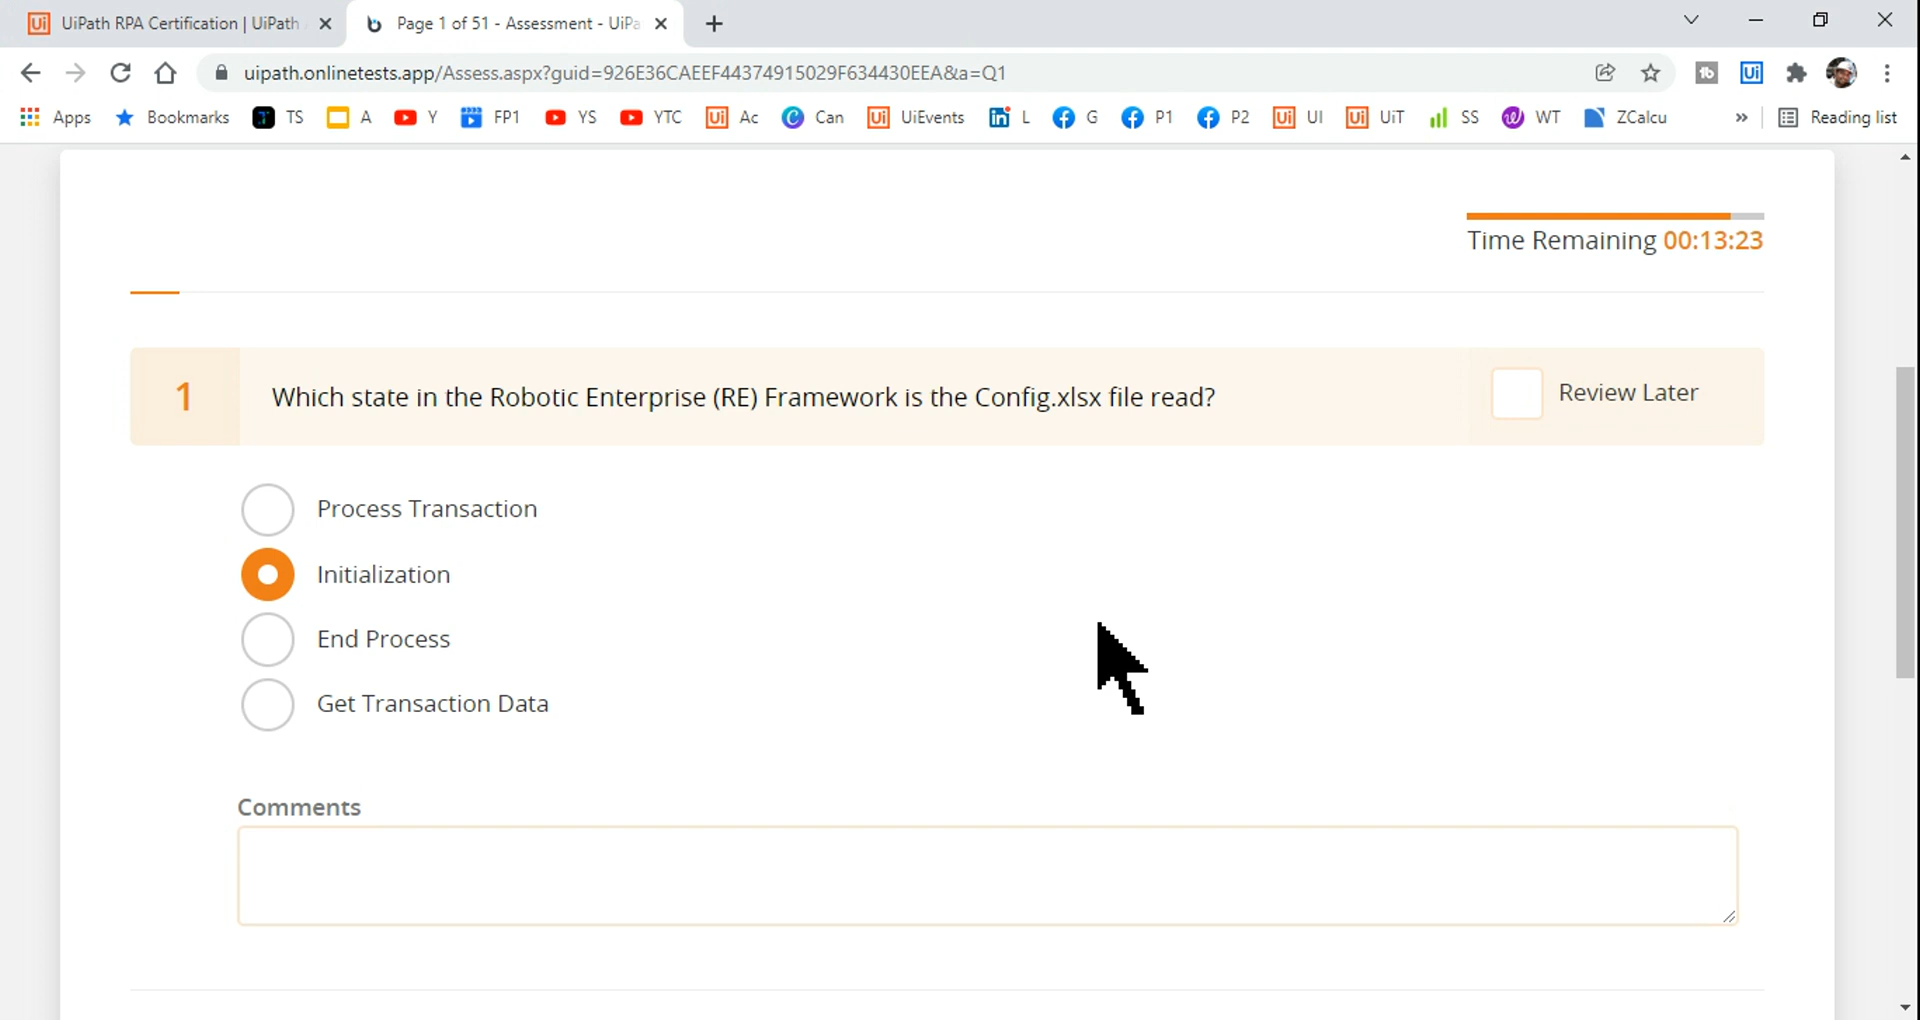 UiPath RPA Certification | UiPath
Page 1 of 51 - Assessment - UiPa
uipath.onlinetests.app/Assess.aspx?guid=926E36CAEEF44374915029F634430EEA&a=Q1
Apps Bookmarks TS A Y FP1 YS YTC Ac Can UiEvents L G P1 P2 UI UiT SS WT ZCalcu » Reading list
Time Remaining 00:13:23
1 Which state in the Robotic Enterprise (RE) Framework is the Config.xlsx file read? Review Later
Process Transaction
Initialization
End Process
Get Transaction Data
Comments